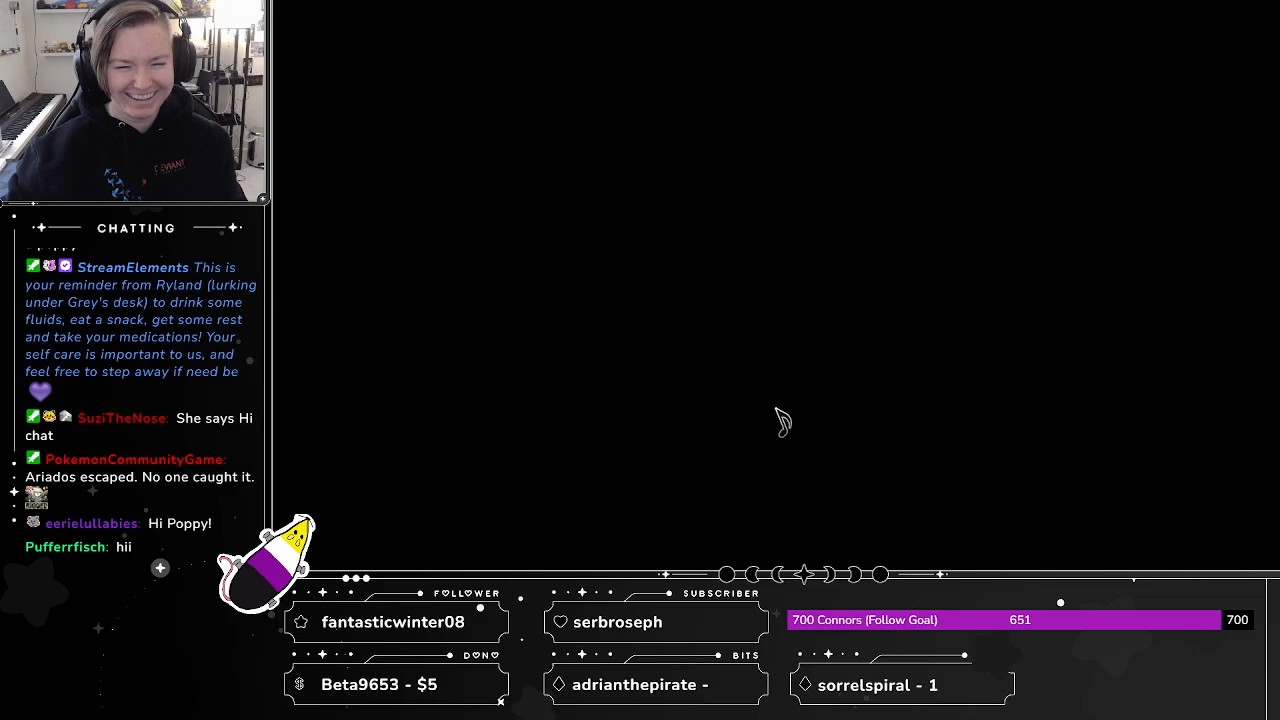 DEVIANT
CHATTING
StreamElements This is
your reminder from Ryland (lurking
under Grey's desk) to drink some
fluids, eat a snack, get some rest
and take your medications! Your
self care is important to us, and
feel free to step away if need be
SuziTheNose: She says Hi
chat
PokemonCommunityGame:
Ariados escaped. No one caught it.
eerielullabies: Hi Poppy!
Pufferrfisch: hii
FOLLOWER
fantasticwinter08
SUBSCRIBER
serbroseph
700 Connors (Follow Goal) 651 700
DONO
Beta9653 - $5
BITS
adrianthepirate -
sorrelspiral - 1